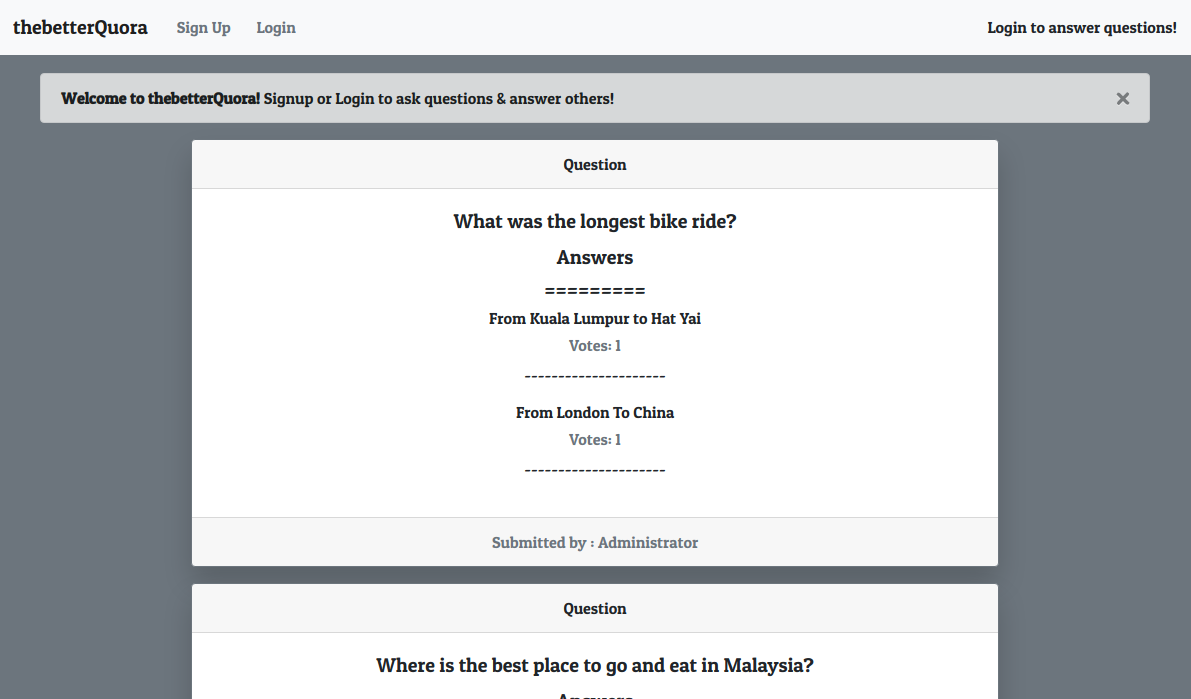 thebetterQuora Sign Up Login Login to answer questions!
Welcome to thebetterQuora! Signup or Login to ask questions & answer others! ×
Question
What was the longest bike ride?
Answers
=========
From Kuala Lumpur to Hat Yai
Votes: 1
---------------------
From London To China
Votes: 1
---------------------
Submitted by : Administrator
Question
Where is the best place to go and eat in Malaysia?
Answers